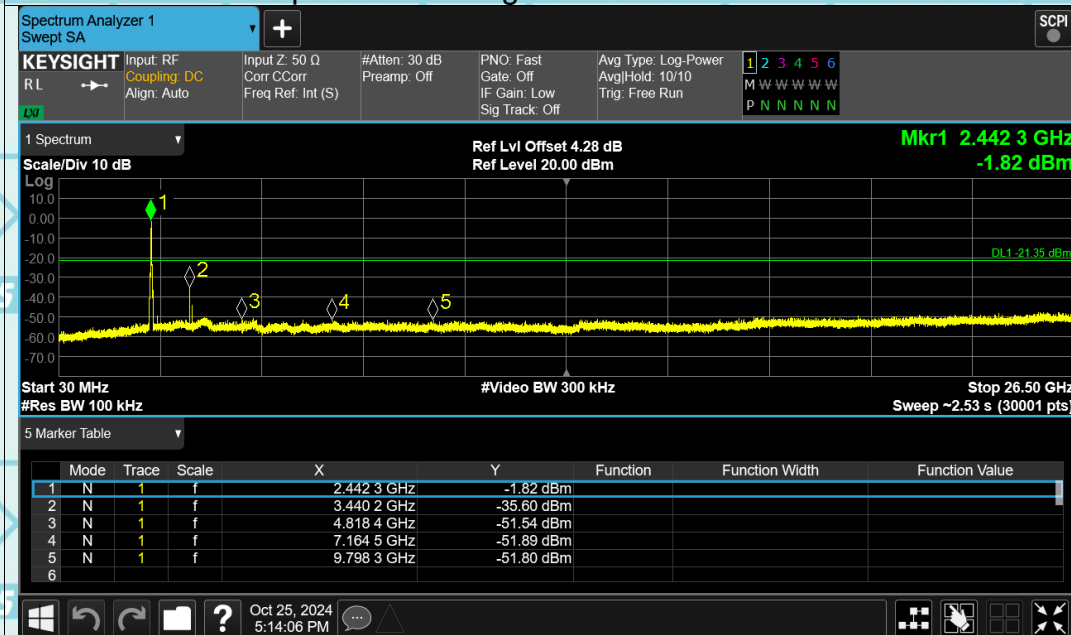 Spectrum Analyzer 1
Swept SA
+
SCPI
KEYSIGHT Input: RF Input Z: 50 Ω #Atten: 30 dB PNO: Fast Avg Type: Log-Power 1 2 3 4 5 6
RL Coupling: DC Corr CCorr Preamp: Off Gate: Off Avg|Hold: 10/10 M W W W W W
Align: Auto Freq Ref: Int (S) IF Gain: Low Trig: Free Run P N N N N N
LXI Sig Track: Off
1 Spectrum Ref Lvl Offset 4.28 dB Mkr1 2.442 3 GHz
Scale/Div 10 dB Ref Level 20.00 dBm -1.82 dBm
Log
10.0 1
0.00
-10.0
-20.0 DL1 -21.35 dBm
-30.0 2
-40.0 3 4 5
-50.0
-60.0
-70.0
Start 30 MHz #Video BW 300 kHz Stop 26.50 GHz
#Res BW 100 kHz Sweep ~2.53 s (30001 pts)
5 Marker Table
Mode Trace Scale X Y Function Function Width Function Value
1 N 1 f 2.442 3 GHz -1.82 dBm
2 N 1 f 3.440 2 GHz -35.60 dBm
3 N 1 f 4.818 4 GHz -51.54 dBm
4 N 1 f 7.164 5 GHz -51.89 dBm
5 N 1 f 9.798 3 GHz -51.80 dBm
6
? Oct 25, 2024
5:14:06 PM